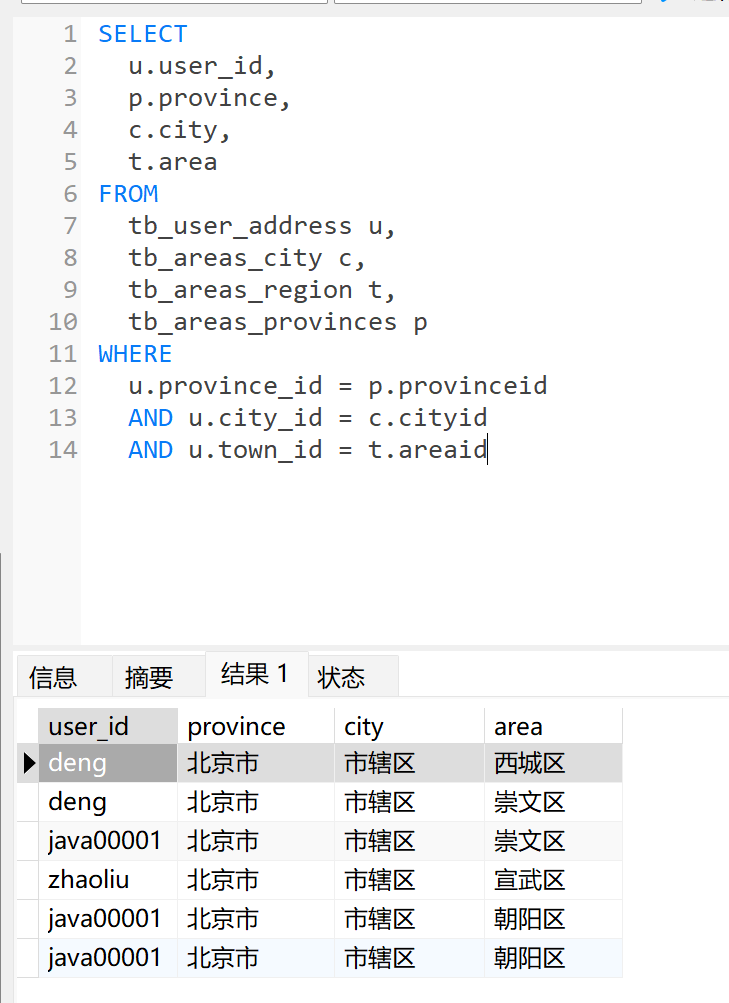 1 SELECT
2 u.user_id,
3 p.province,
4 c.city,
5 t.area
6 FROM
7 tb_user_address u,
8 tb_areas_city c,
9 tb_areas_region t,
10 tb_areas_provinces p
11 WHERE
12 u.province_id = p.provinceid
13 AND u.city_id = c.cityid
14 AND u.town_id = t.areaid
信息 摘要 结果 1 状态
user_id province city area
deng 北京市 市辖区 西城区
deng 北京市 市辖区 崇文区
java00001 北京市 市辖区 崇文区
zhaoliu 北京市 市辖区 宣武区
java00001 北京市 市辖区 朝阳区
java00001 北京市 市辖区 朝阳区